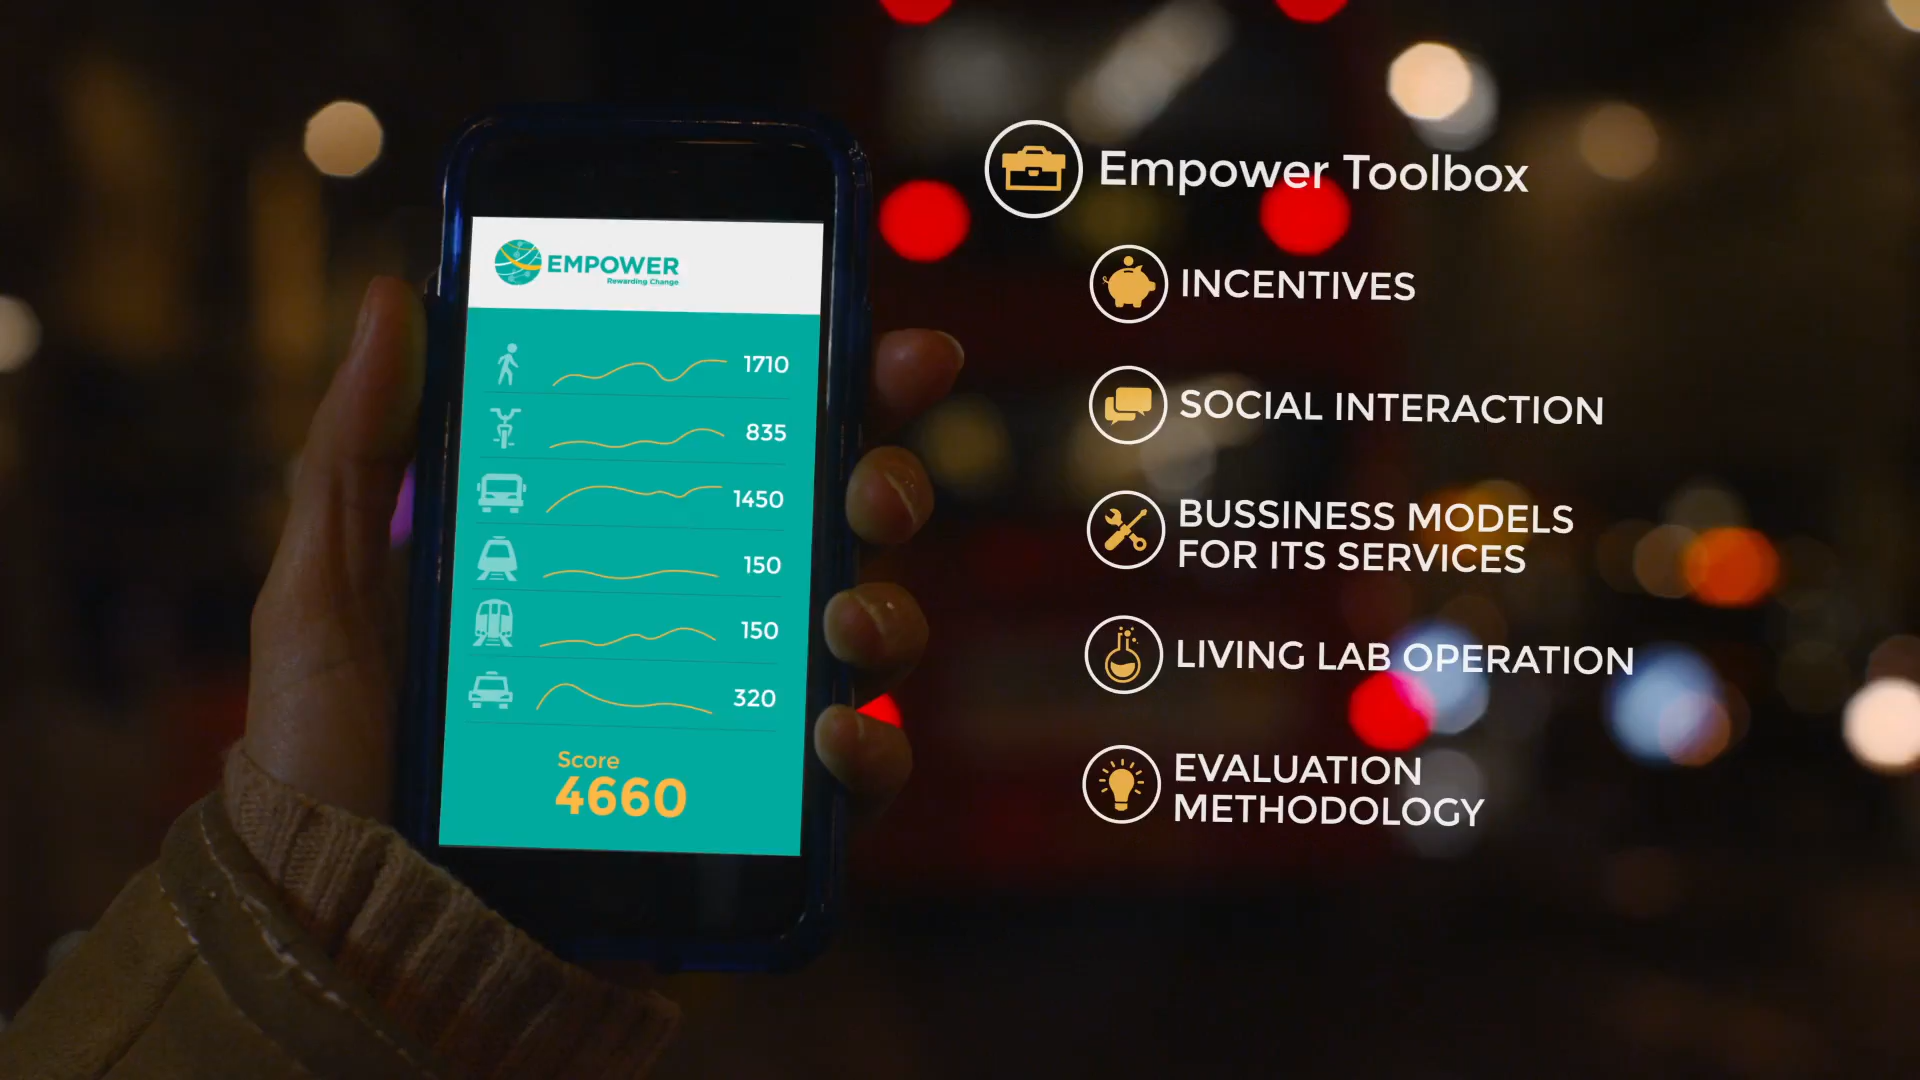 EMPOWER
Rewarding Change
1710
835
1450
150
150
320
Score
4660
Empower Toolbox
INCENTIVES
SOCIAL INTERACTION
BUSSINESS MODELS
FOR ITS SERVICES
LIVING LAB OPERATION
EVALUATION
METHODOLOGY